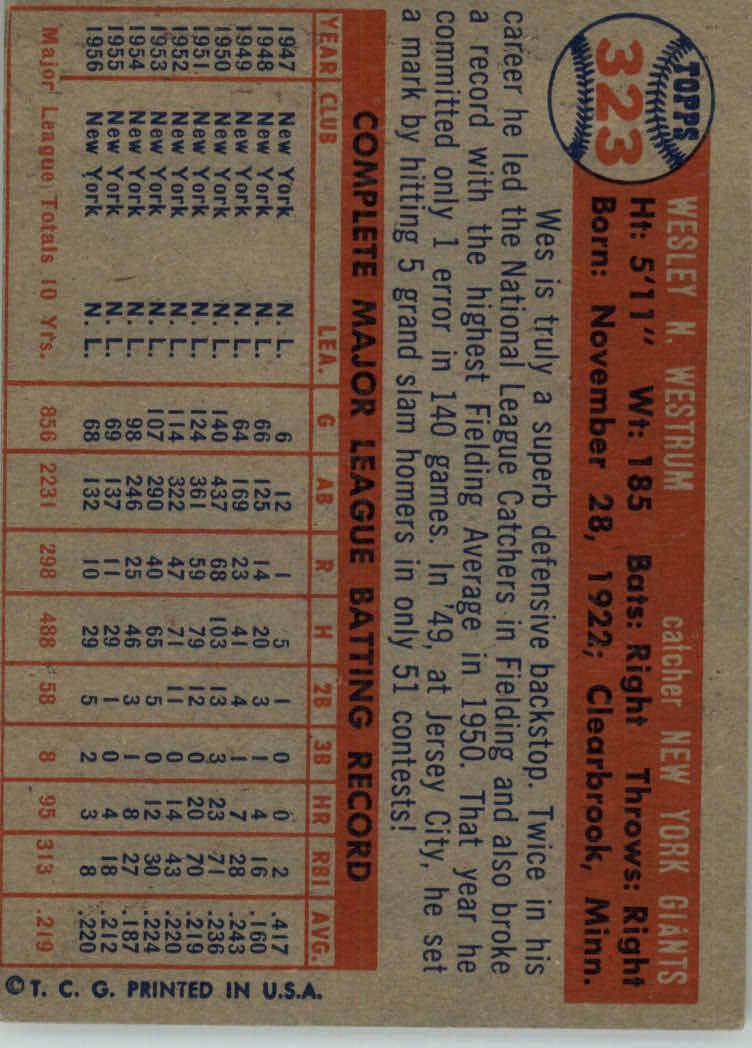 TOPPS
323
WESLEY N. WESTRUM catcher NEW YORK GIANTS
Ht: 5'11" Wt: 185 Bats: Right Throws: Right
Born: November 28, 1922; Clearbrook, Minn.
Wes is truly a superb defensive backstop. Twice in his
career he led the National League Catchers in Fielding and also broke
a record with the highest Fielding Average in 1950. That year he
committed only 1 error in 140 games. In '49, at Jersey City, he set
a mark by hitting 5 grand slam homers in only 51 contests!
COMPLETE MAJOR LEAGUE BATTING RECORD
YEAR CLUB LEA. G AB R H 2B 3B HR RBI AVG.
1947 New York N. L. 6 12 1 5 1 0 0 2 .417
1948 New York N. L. 66 125 14 20 3 1 4 16 .160
1949 New York N. L. 64 169 23 41 4 1 7 28 .243
1950 New York N. L. 140 437 68 103 13 3 23 71 .236
1951 New York N. L. 124 361 59 79 12 0 20 70 .219
1952 New York N. L. 114 322 47 71 11 0 14 43 .220
1953 New York N. L. 107 290 40 65 5 0 12 30 .224
1954 New York N. L. 98 246 25 46 3 1 8 27 .187
1955 New York N. L. 69 137 11 29 1 0 4 18 .212
1956 New York N. L. 68 132 10 29 5 2 3 8 .220
Major League Totals 10 Yrs. 856 2231 298 488 58 8 95 313 .219
© T. C. G. PRINTED IN U.S.A.